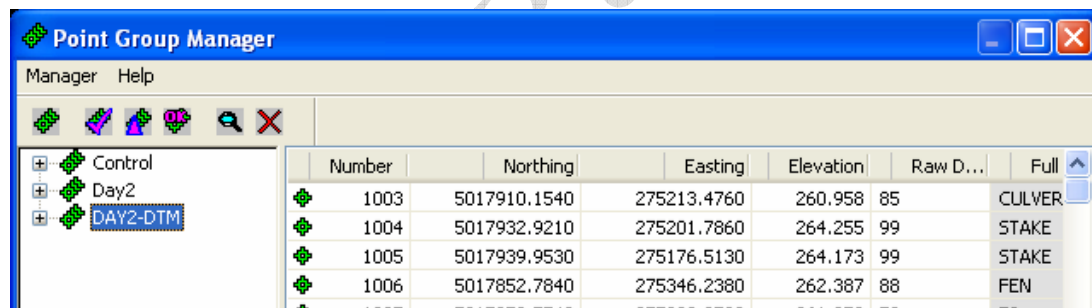 Point Group Manager
Manager Help
Control
Day2
DAY2-DTM
Number Northing Easting Elevation Raw D... Full
1003 5017910.1540 275213.4760 260.958 85 CULVER
1004 5017932.9210 275201.7860 264.255 99 STAKE
1005 5017939.9530 275176.5130 264.173 99 STAKE
1006 5017852.7840 275346.2380 262.387 88 FEN